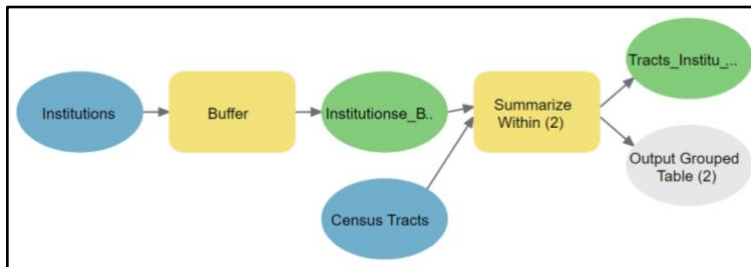 Institutions
Buffer
Institutionse_B..
Summarize
Within (2)
Tracts_Institu_...
Output Grouped
Table (2)
Census Tracts